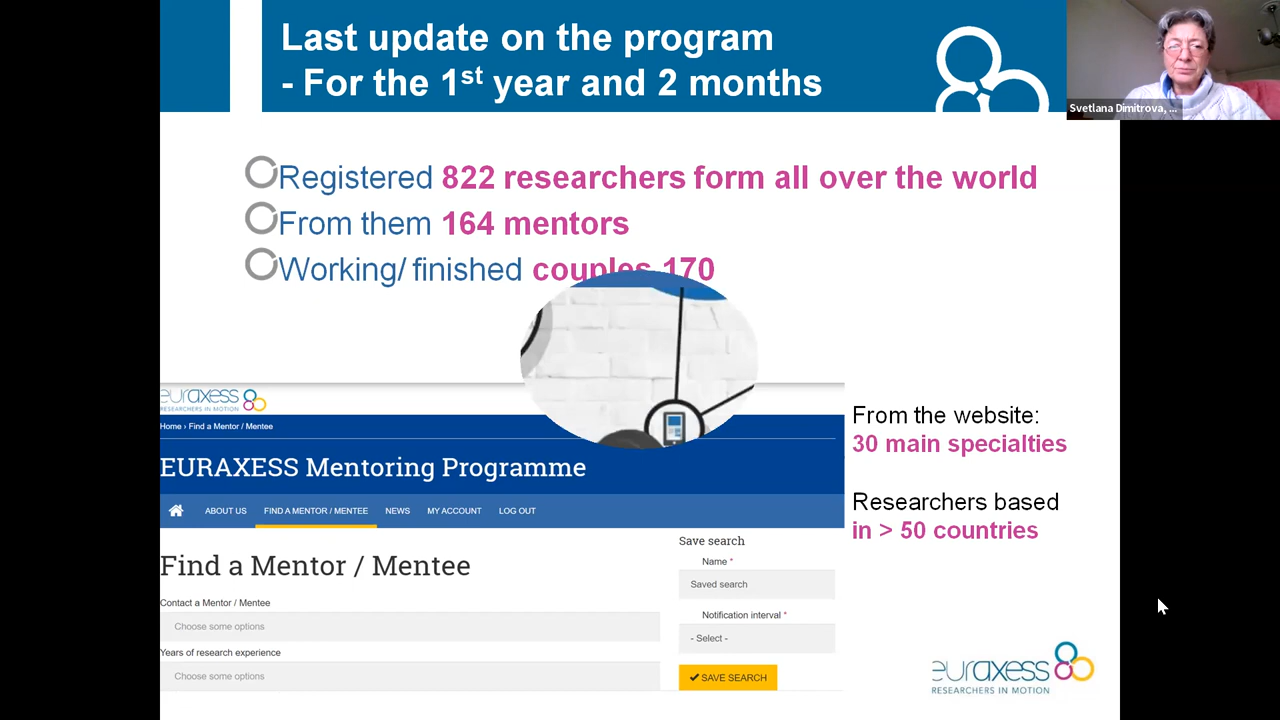 Last update on the program
- For the 1st year and 2 months
Svetlana Dimitrova, ...
Registered 822 researchers form all over the world
From them 164 mentors
Working/ finished couples 170
euraxess
RESEARCHERS IN MOTION
Home › Find a Mentor / Mentee
EURAXESS Mentoring Programme
ABOUT US FIND A MENTOR / MENTEE NEWS MY ACCOUNT LOG OUT
Find a Mentor / Mentee
Contact a Mentor / Mentee
Choose some options
Years of research experience
Choose some options
Save search
Name *
Saved search
Notification interval *
- Select -
SAVE SEARCH
From the website:
30 main specialties
Researchers based
in > 50 countries
euraxess
RESEARCHERS IN MOTION